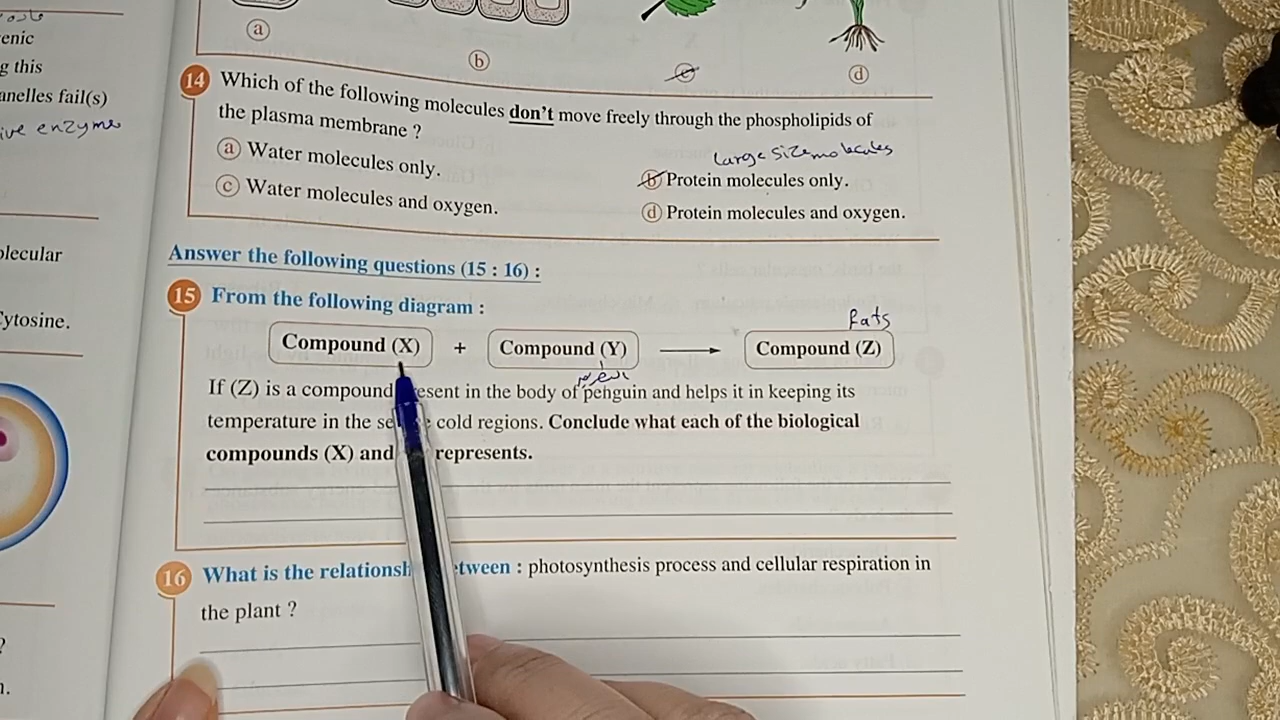 enic
g this
anelles fail(s)
ive enzyme
olecular
Cytosine.
?
n.
a
b
c
d
14 Which of the following molecules don't move freely through the phospholipids of
the plasma membrane ?
large size molecules
a Water molecules only.
b Protein molecules only.
c Water molecules and oxygen.
d Protein molecules and oxygen.
Answer the following questions (15 : 16) :
15 From the following diagram :
Fats
Compound (X) + Compound (Y) → Compound (Z)
If (Z) is a compound esent in the body of penguin and helps it in keeping its
temperature in the se cold regions. Conclude what each of the biological
compounds (X) and represents.
16 What is the relationsh tween : photosynthesis process and cellular respiration in
the plant ?